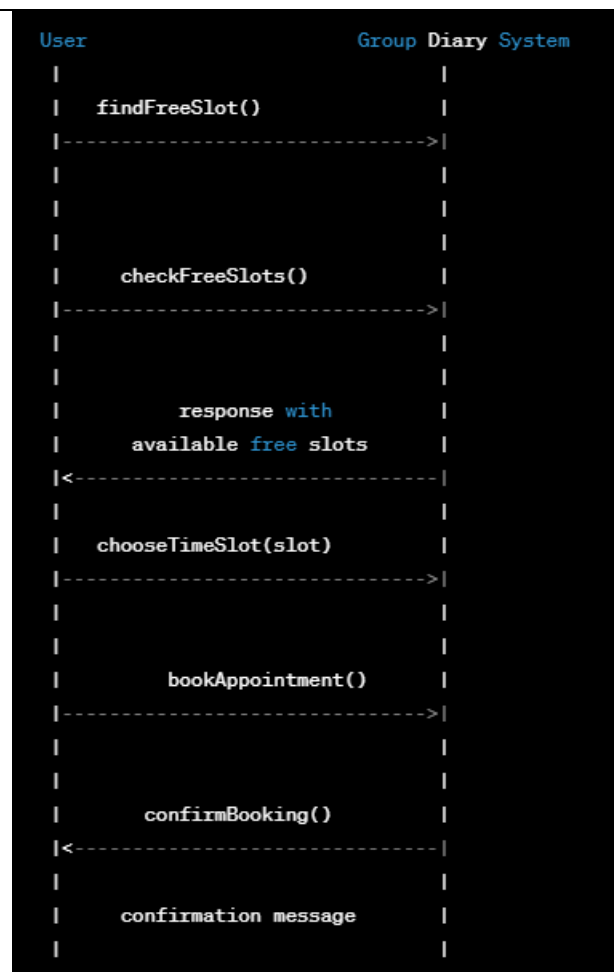 User Group Diary System
findFreeSlot()
checkFreeSlots()
response with
available free slots
chooseTimeSlot(slot)
bookAppointment()
confirmBooking()
confirmation message